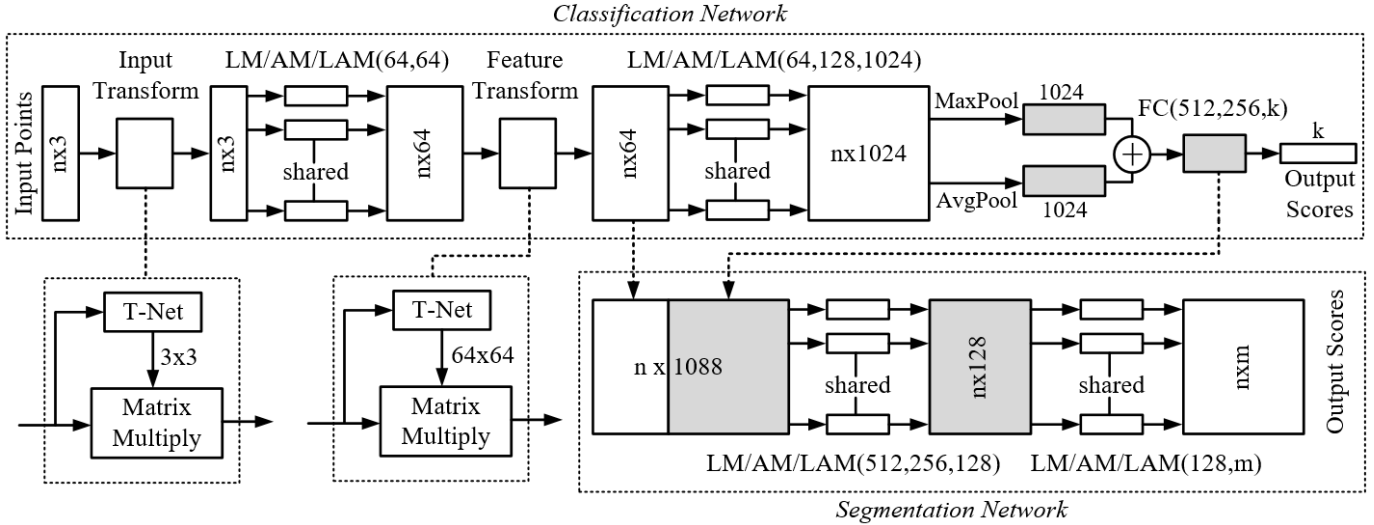 Classification Network
Input Points
nx3
Input
Transform
nx3
LM/AM/LAM(64,64)
shared
nx64
Feature
Transform
nx64
LM/AM/LAM(64,128,1024)
shared
nx1024
MaxPool
1024
AvgPool
1024
+
FC(512,256,k)
k
Output
Scores
T-Net
3x3
Matrix
Multiply
T-Net
64x64
Matrix
Multiply
n x 1088
shared
LM/AM/LAM(512,256,128)
nx128
shared
LM/AM/LAM(128,m)
nxm
Output Scores
Segmentation Network